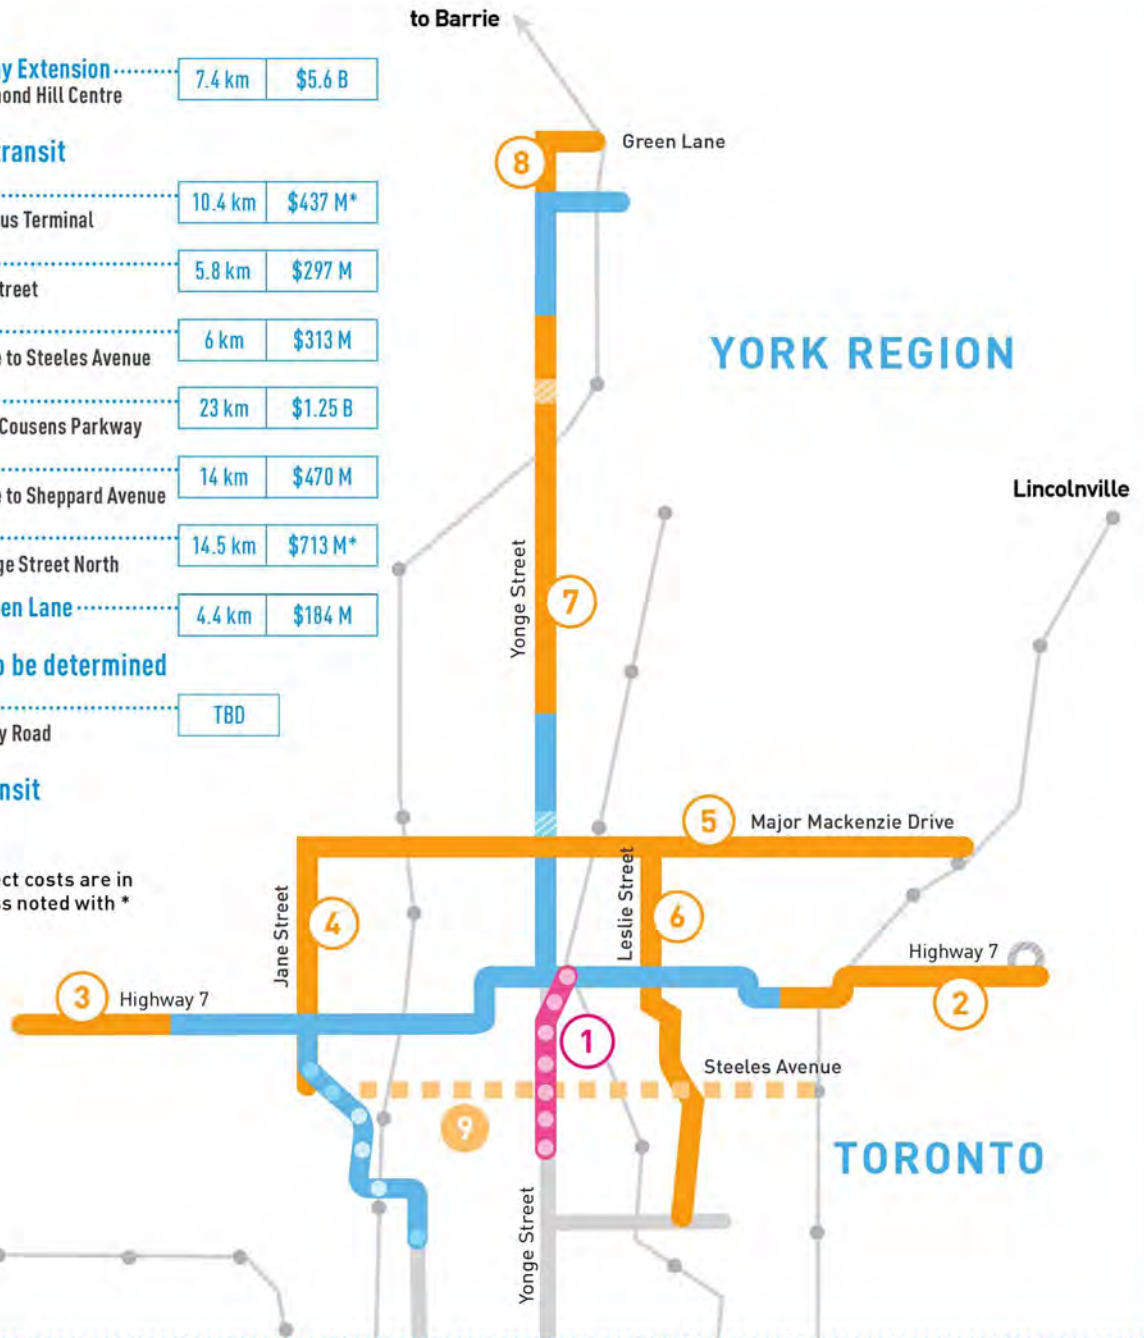 to Barrie
y Extension
ond Hill Centre
7.4 km $5.6 B
ransit
us Terminal
10.4 km $437 M*
treet
5.8 km $297 M
e to Steeles Avenue
6 km $313 M
Cousens Parkway
23 km $1.25 B
e to Sheppard Avenue
14 km $470 M
ge Street North
14.5 km $713 M*
en Lane
4.4 km $184 M
o be determined
y Road
TBD
nsit
ect costs are in
ss noted with *
8
Green Lane
YORK REGION
Lincolnville
Yonge Street
7
5
Major Mackenzie Drive
Jane Street
4
Leslie Street
6
Highway 7
2
3
Highway 7
1
Steeles Avenue
9
TORONTO
Yonge Street